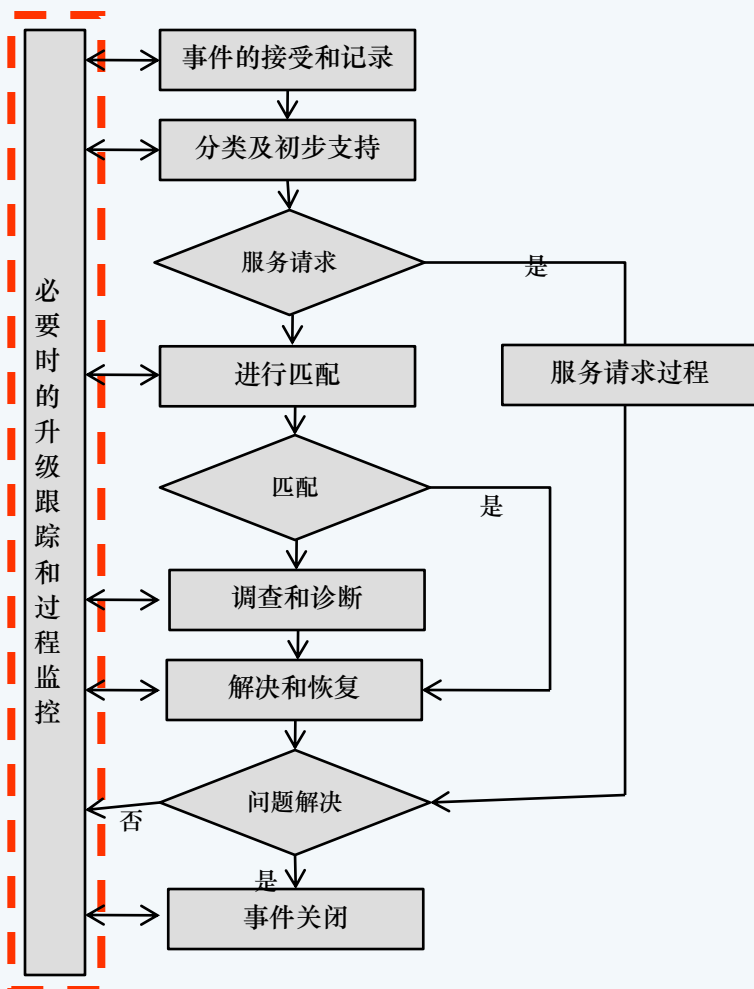 事件的接受和记录
分类及初步支持
服务请求
是
进行匹配
服务请求过程
匹配
是
调查和诊断
解决和恢复
问题解决
否
是
事件关闭
必要时的升级跟踪和过程监控